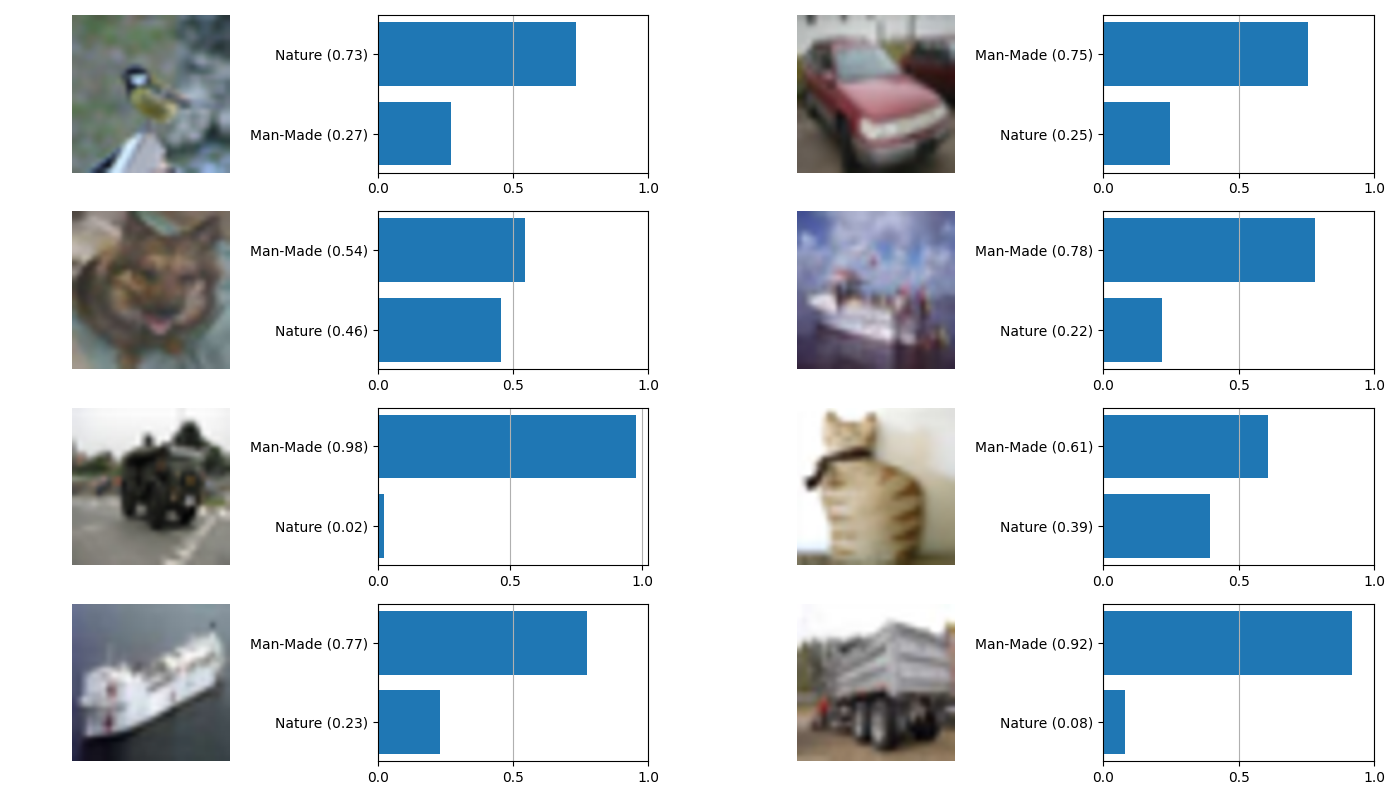 Nature (0.73)
Man-Made (0.27)
0.0 0.5 1.0
Man-Made (0.75)
Nature (0.25)
0.0 0.5 1.0
Man-Made (0.54)
Nature (0.46)
0.0 0.5 1.0
Man-Made (0.78)
Nature (0.22)
0.0 0.5 1.0
Man-Made (0.98)
Nature (0.02)
0.0 0.5 1.0
Man-Made (0.61)
Nature (0.39)
0.0 0.5 1.0
Man-Made (0.77)
Nature (0.23)
0.0 0.5 1.0
Man-Made (0.92)
Nature (0.08)
0.0 0.5 1.0